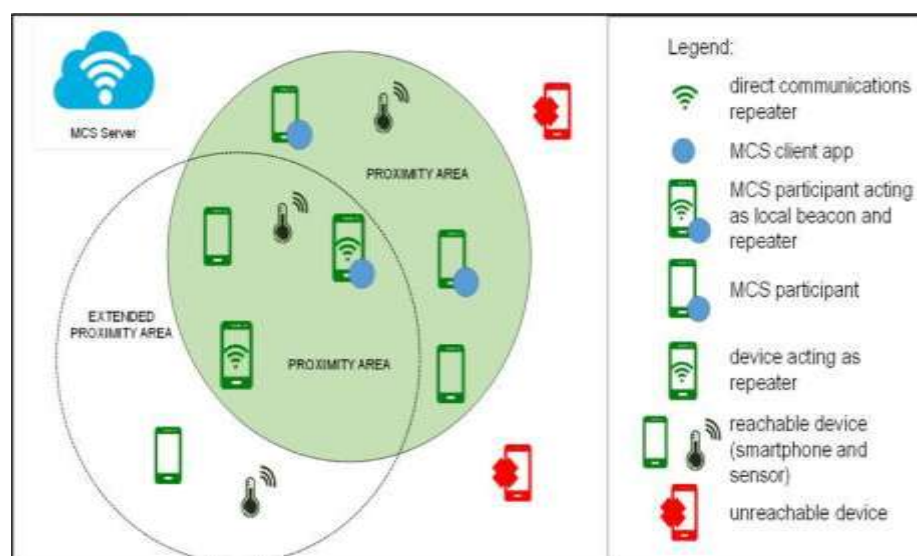 MCS Server
PROXIMITY AREA
EXTENDED
PROXIMITY AREA
PROXIMITY AREA
Legend:
direct communications
repeater
MCS client app
MCS participant acting
as local beacon and
repeater
MCS participant
device acting as
repeater
reachable device
(smartphone and
sensor)
unreachable device